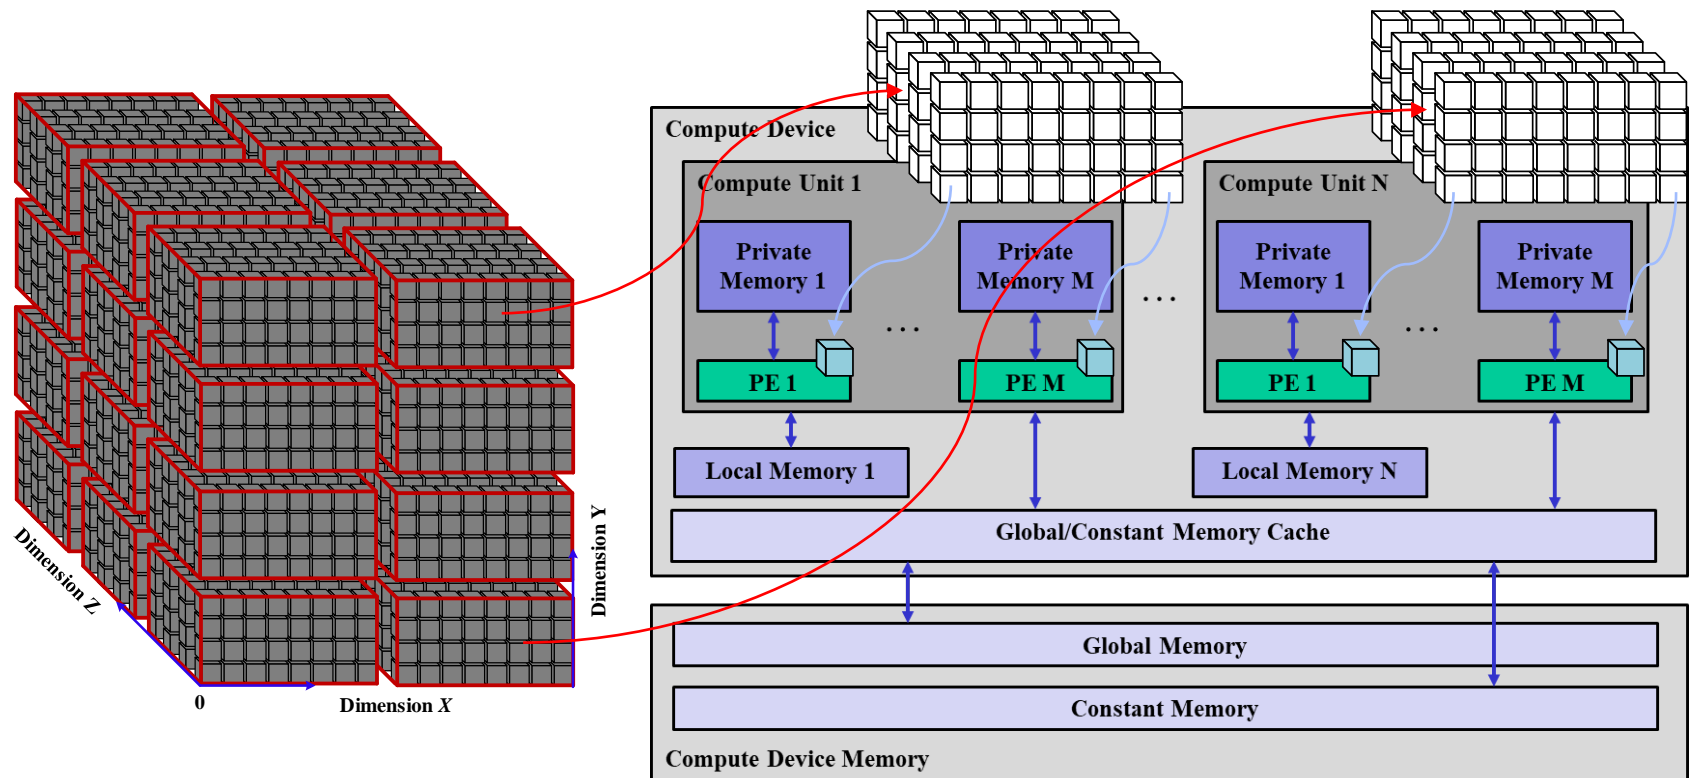 Compute Device
Compute Unit 1
Compute Unit N
Private
Memory 1
Private
Memory M
Private
Memory 1
Private
Memory M
...
...
...
PE 1
PE M
PE 1
PE M
Local Memory 1
Local Memory N
Global/Constant Memory Cache
Global Memory
Constant Memory
Compute Device Memory
Dimension Z
Dimension Y
0
Dimension X